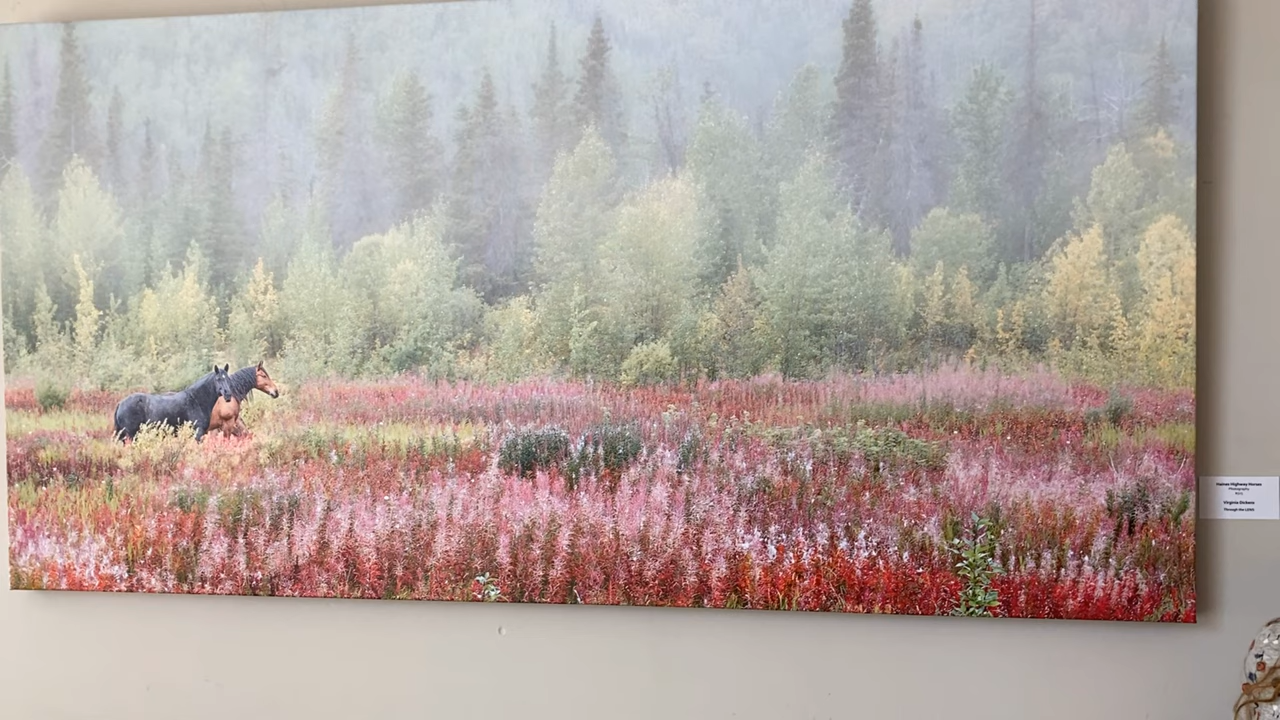 Haines Highway Horses
Photography
Virginia Dickens
Through the LENS